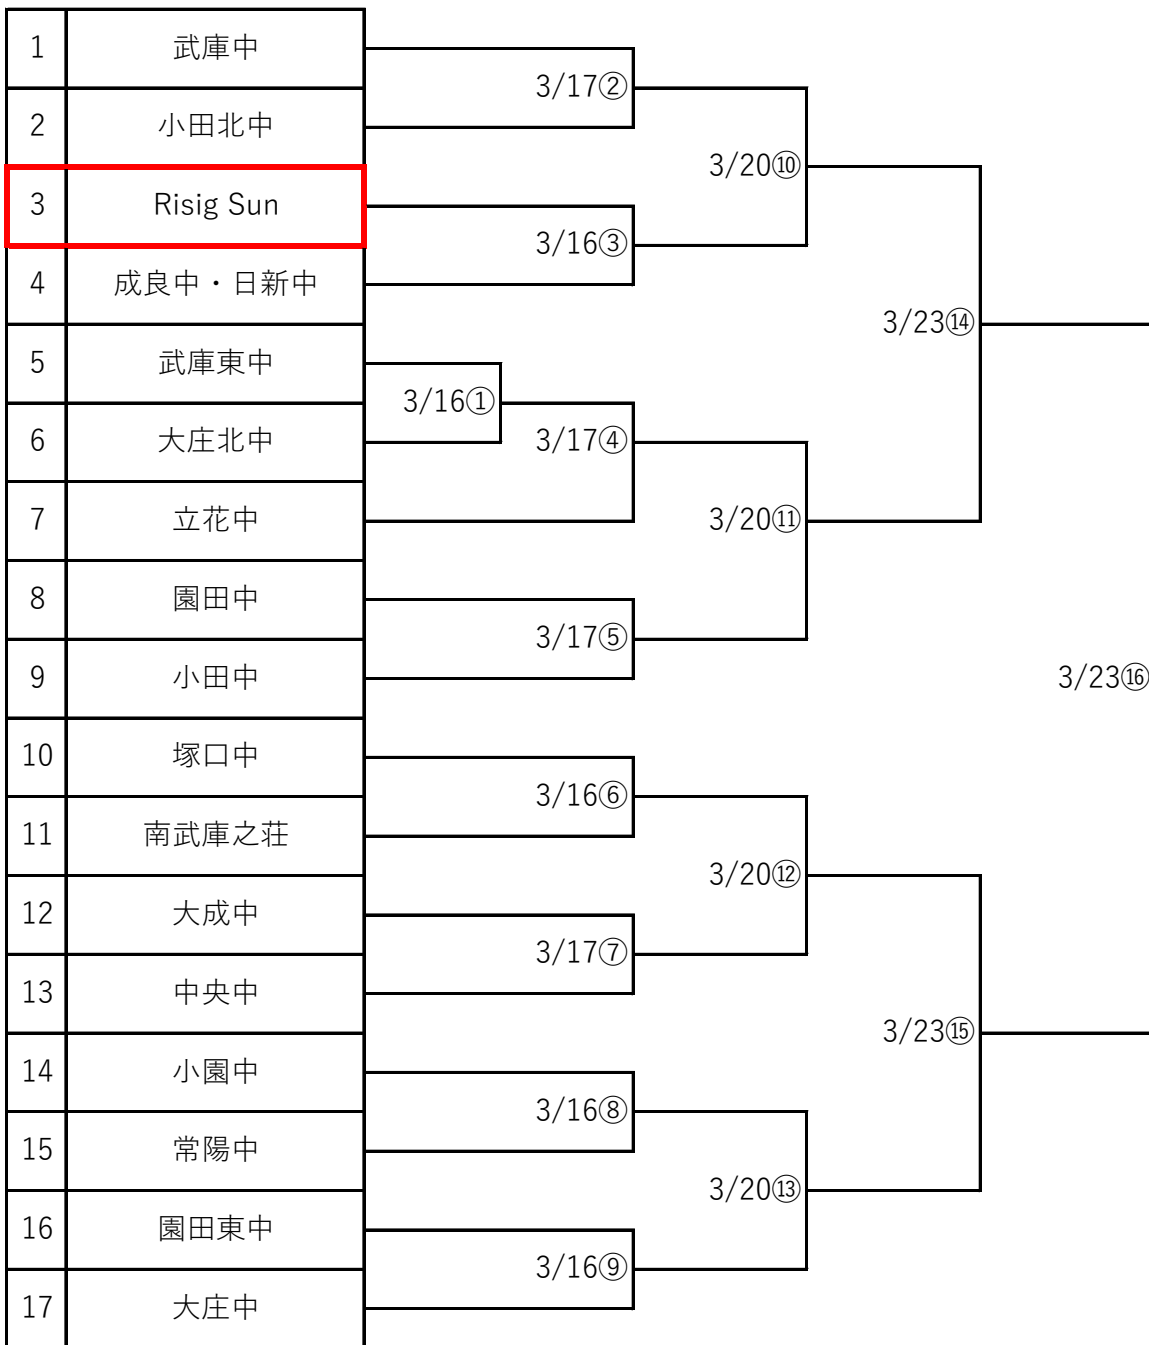 1 武庫中
3/17②
2 小田北中
3/20⑩
3 Risig Sun
3/16③
4 成良中・日新中
3/23⑭
5 武庫東中
3/16①
6 大庄北中
3/17④
7 立花中
3/20⑪
8 園田中
3/17⑤
9 小田中
3/23⑯
10 塚口中
3/16⑥
11 南武庫之荘
3/20⑫
12 大成中
3/17⑦
13 中央中
3/23⑮
14 小園中
3/16⑧
15 常陽中
3/20⑬
16 園田東中
3/16⑨
17 大庄中